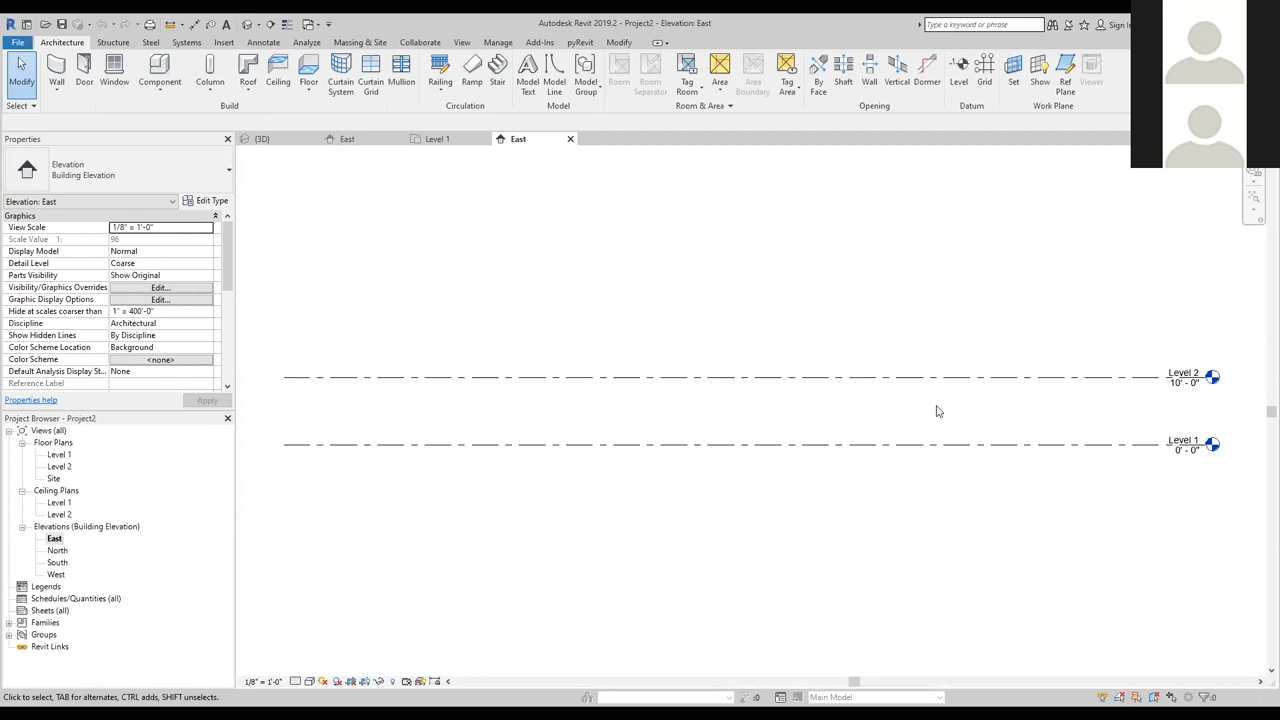 Autodesk Revit 2019.2 - Project2 - Elevation: East
Type a keyword or phrase
Sign In
File Architecture Structure Steel Systems Insert Annotate Analyze Massing & Site Collaborate View Manage Add-Ins pyRevit Modify
Modify Wall Door Window Component Column Roof Ceiling Floor Curtain System Curtain Grid Mullion Railing Ramp Stair Model Text Model Line Model Group Room Room Separator Tag Room Area Area Boundary Tag Area By Face Shaft Wall Vertical Dormer Level Grid Set Show Ref Plane Viewer
Select Build Circulation Model Room & Area Opening Datum Work Plane
Properties
{3D} East Level 1 East
Elevation
Building Elevation
Elevation: East Edit Type
Graphics
View Scale 1/8" = 1'-0"
Scale Value 1: 96
Display Model Normal
Detail Level Coarse
Parts Visibility Show Original
Visibility/Graphics Overrides Edit...
Graphic Display Options Edit...
Hide at scales coarser than 1" = 400'-0"
Discipline Architectural
Show Hidden Lines By Discipline
Color Scheme Location Background
Color Scheme <none>
Default Analysis Display St... None
Reference Label
Properties help Apply
Project Browser - Project2
Views (all)
Floor Plans
Level 1
Level 2
Site
Ceiling Plans
Level 1
Level 2
Elevations (Building Elevation)
East
North
South
West
Legends
Schedules/Quantities (all)
Sheets (all)
Families
Groups
Revit Links
Level 2
10' - 0"
Level 1
0' - 0"
1/8" = 1'-0"
Click to select, TAB for alternates, CTRL adds, SHIFT unselects.
:0
Main Model
:0